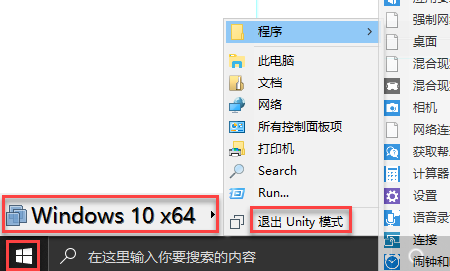 程序
此电脑
文档
网络
所有控制面板项
打印机
Search
Run...
退出 Unity 模式
Windows 10 x64
在这里输入你要搜索的内容
强制网
桌面
混合现
混合现
相机
网络连
获取帮
计算器
设置
语音录
连接
闹钟和